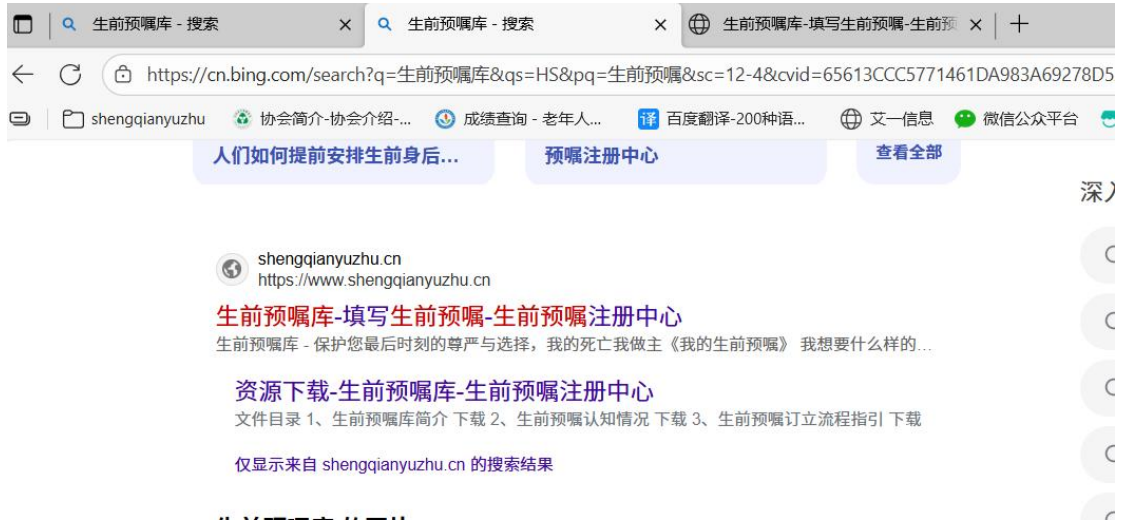 生前预嘱库 - 搜索
生前预嘱库 - 搜索
生前预嘱库-填写生前预嘱-生前预
https://cn.bing.com/search?q=生前预嘱库&qs=HS&pq=生前预嘱&sc=12-4&cvid=65613CCC5771461DA983A69278D5
shengqianyuzhu 协会简介-协会介绍-... 成绩查询 - 老年人... 译 百度翻译-200种语... 艾一信息 微信公众平台
人们如何提前安排生前身后... 预嘱注册中心 查看全部
深入
shengqianyuzhu.cn
https://www.shengqianyuzhu.cn
生前预嘱库-填写生前预嘱-生前预嘱注册中心
生前预嘱库 - 保护您最后时刻的尊严与选择，我的死亡我做主《我的生前预嘱》 我想要什么样的...
资源下载-生前预嘱库-生前预嘱注册中心
文件目录 1、生前预嘱库简介 下载 2、生前预嘱认知情况 下载 3、生前预嘱订立流程指引 下载
仅显示来自 shengqianyuzhu.cn 的搜索结果